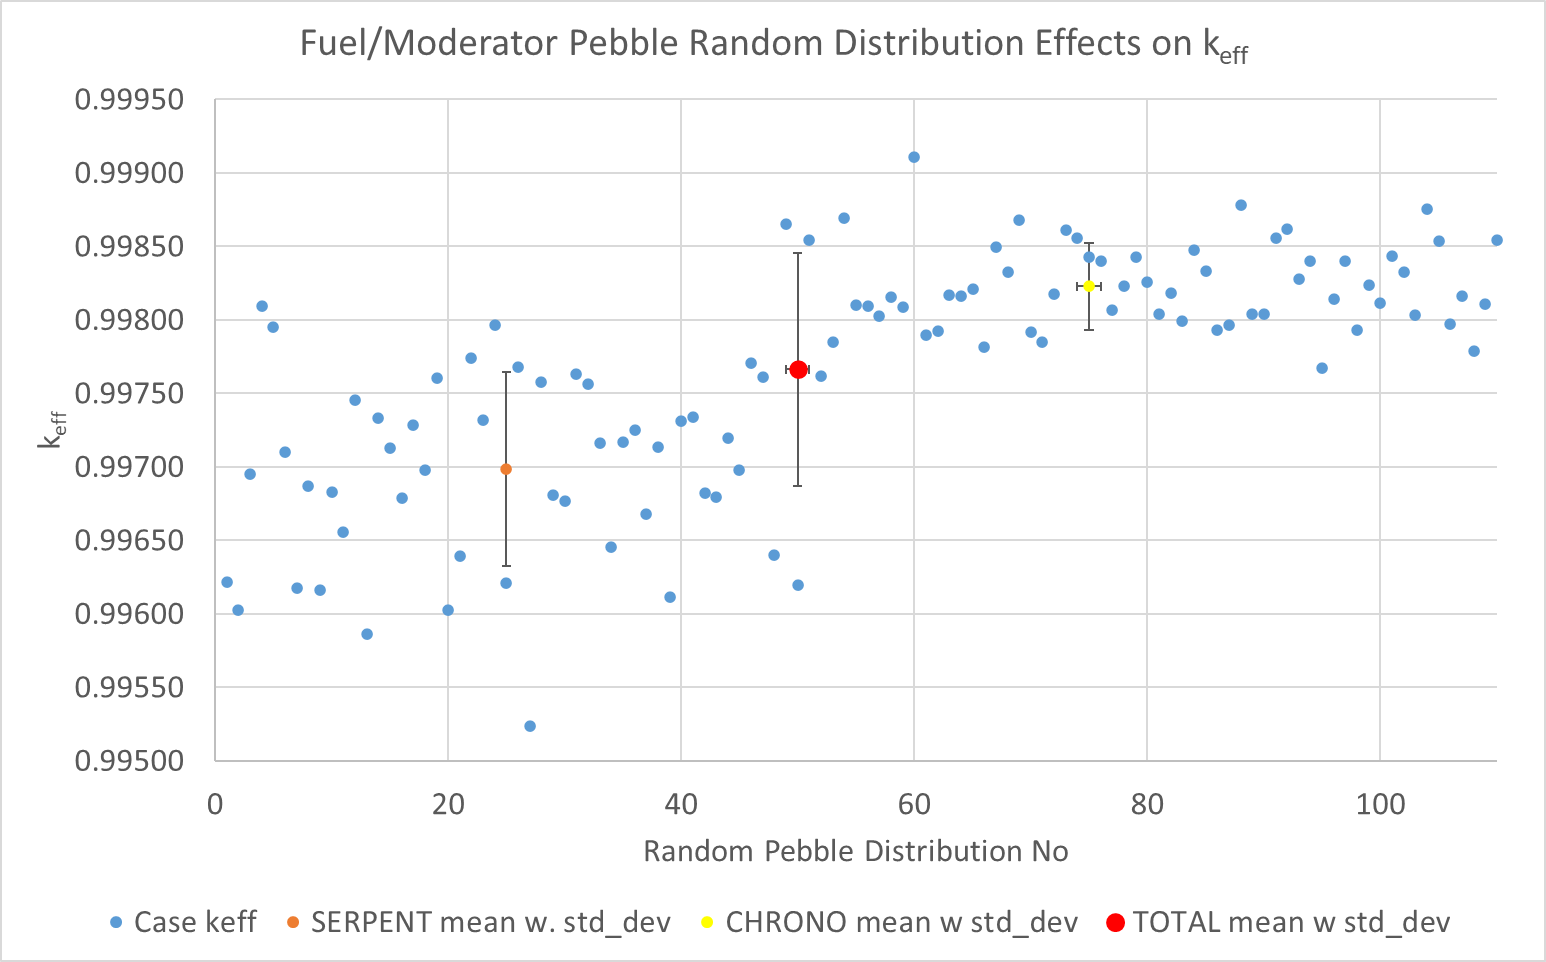 Fuel/Moderator Pebble Random Distribution Effects on keff
0.99950
0.99900
0.99850
0.99800
0.99750
0.99700
0.99650
0.99600
0.99550
0.99500
keff
0 20 40 60 80 100
Random Pebble Distribution No
Case keff SERPENT mean w. std_dev CHRONO mean w std_dev TOTAL mean w std_dev